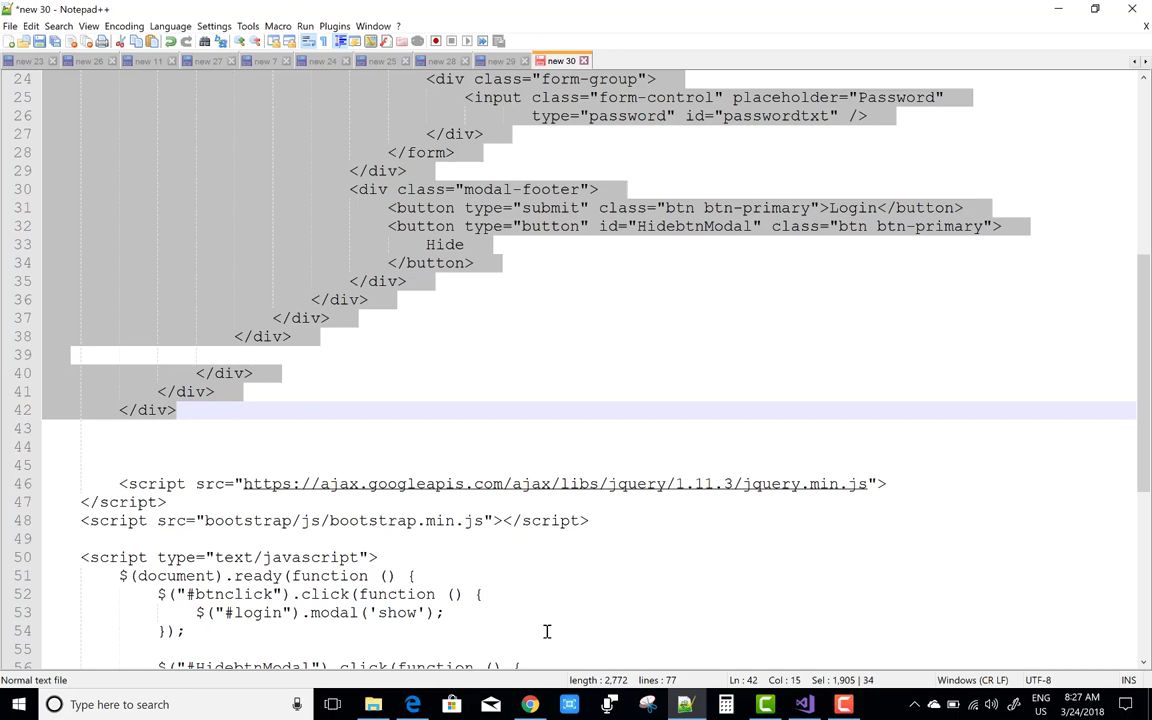 *new 30 - Notepad++
File Edit Search View Encoding Language Settings Tools Macro Run Plugins Window ? X
new 23 new 26 new 11 new 27 new 7 new 24 new 25 new 28 new 29 new 30
24 <div class="form-group">
25 <input class="form-control" placeholder="Password"
26 type="password" id="passwordtxt" />
27 </div>
28 </form>
29 </div>
30 <div class="modal-footer">
31 <button type="submit" class="btn btn-primary">Login</button>
32 <button type="button" id="HidebtnModal" class="btn btn-primary">
33 Hide
34 </button>
35 </div>
36 </div>
37 </div>
38 </div>
39
40 </div>
41 </div>
42 </div>
43
44
45
46 <script src="https://ajax.googleapis.com/ajax/libs/jquery/1.11.3/jquery.min.js">
47 </script>
48 <script src="bootstrap/js/bootstrap.min.js"></script>
49
50 <script type="text/javascript">
51 $(document).ready(function () {
52 $("#btnclick").click(function () {
53 $("#login").modal('show');
54 });
55
56 $("#HidebtnModal").click(function () {
Normal text file length : 2,772 lines : 77 Ln : 42 Col : 15 Sel : 1,905 | 34 Windows (CR LF) UTF-8 INS
Type here to search
ENG 8:27 AM
US 3/24/2018